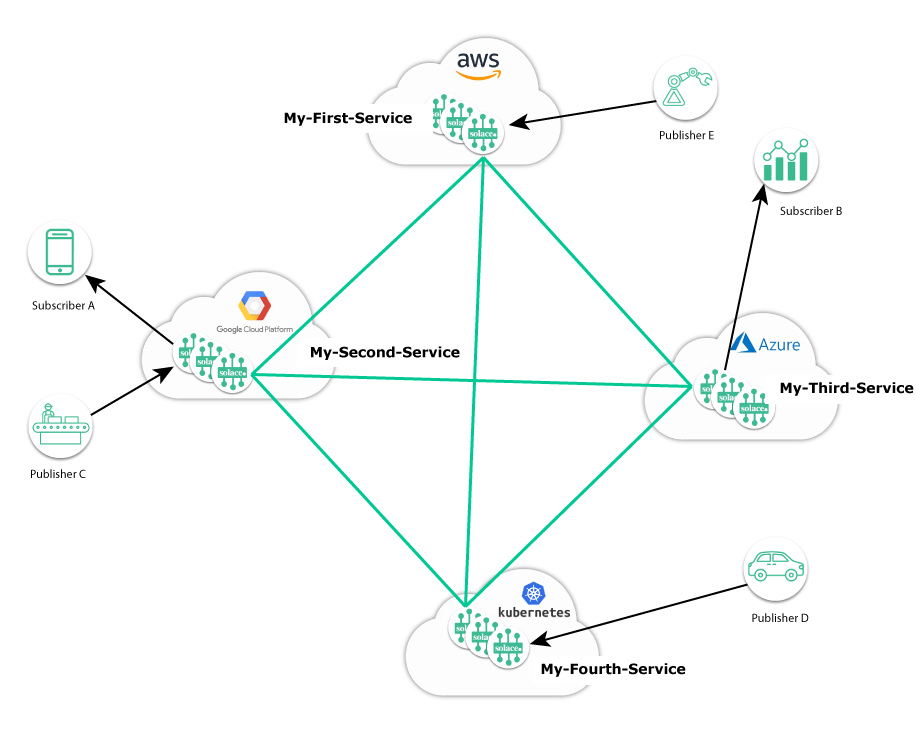 aws
My-First-Service
solace.
Publisher E
Subscriber B
Subscriber A
Google Cloud Platform
My-Second-Service
solace.
Azure
My-Third-Service
solace.
Publisher C
kubernetes
solace.
My-Fourth-Service
Publisher D